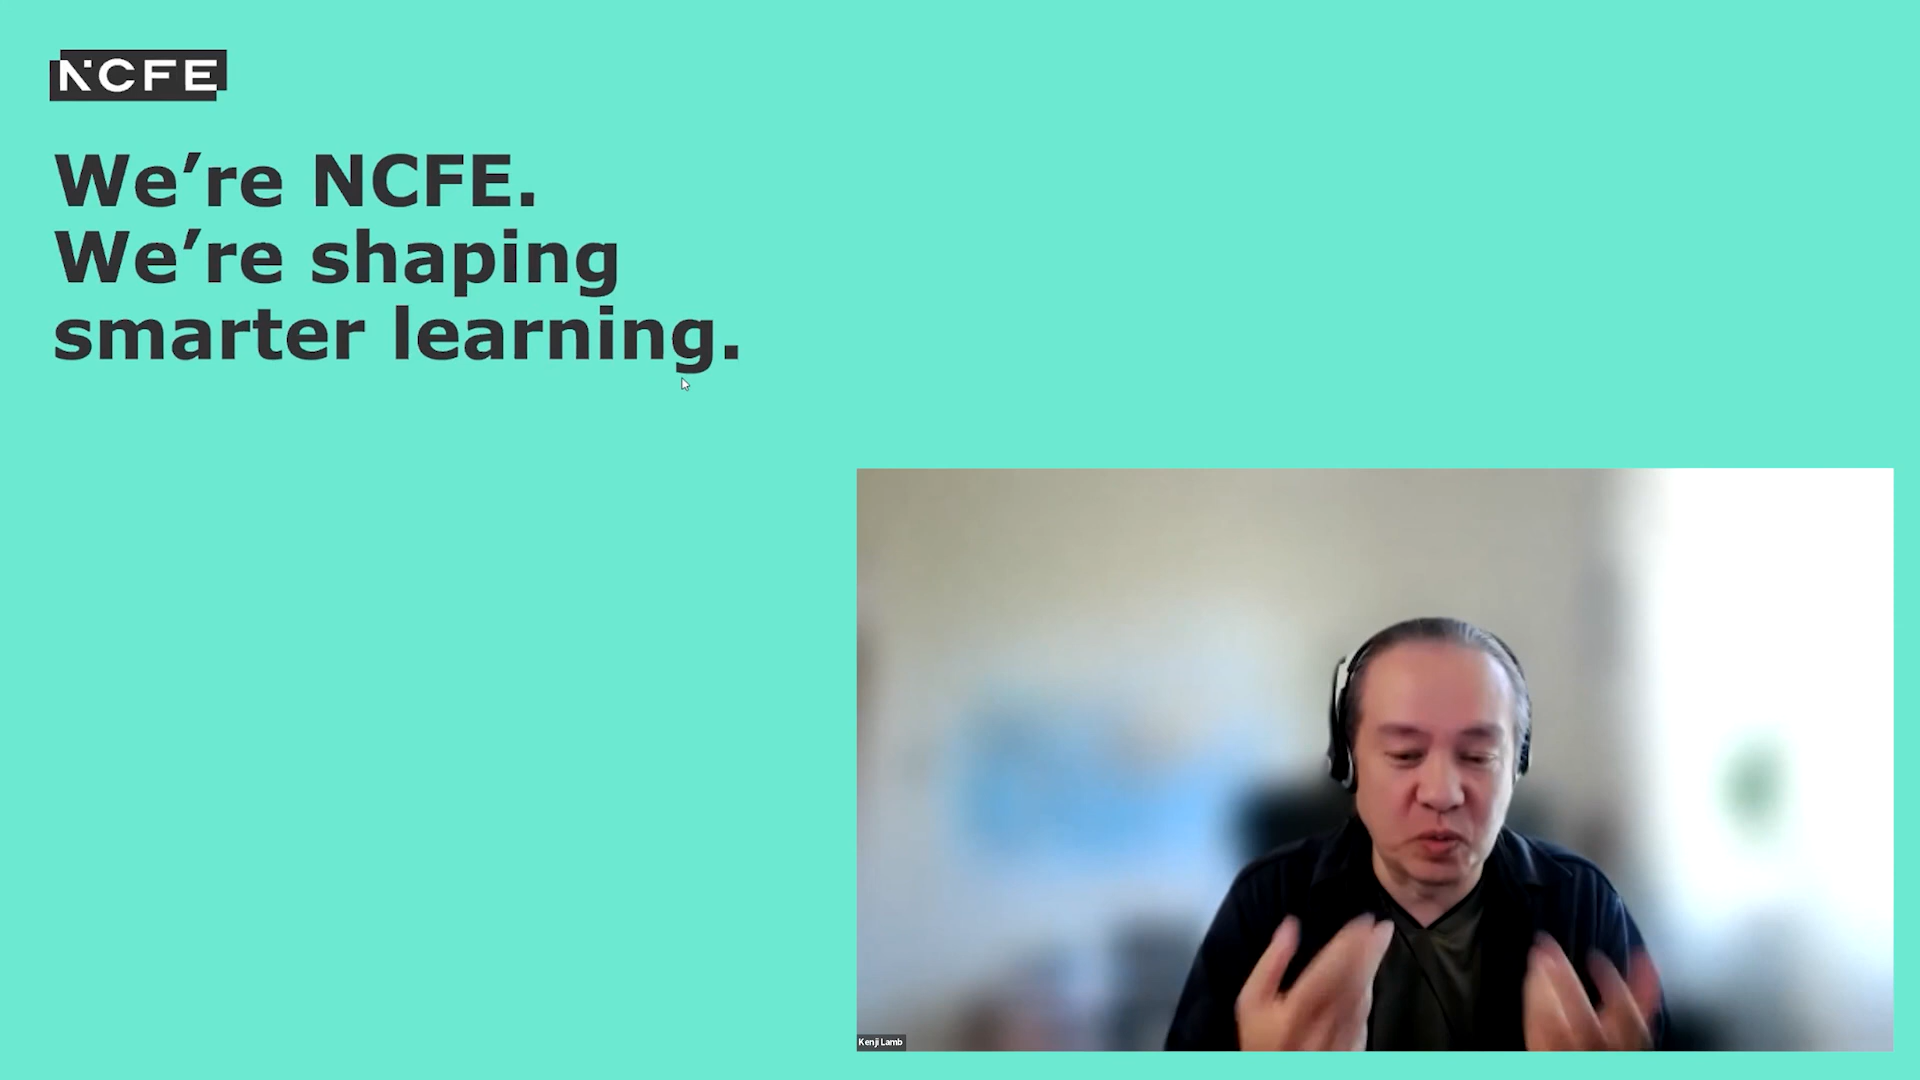 NCFE
We’re NCFE.
We’re shaping
smarter learning.
Kenji Lamb